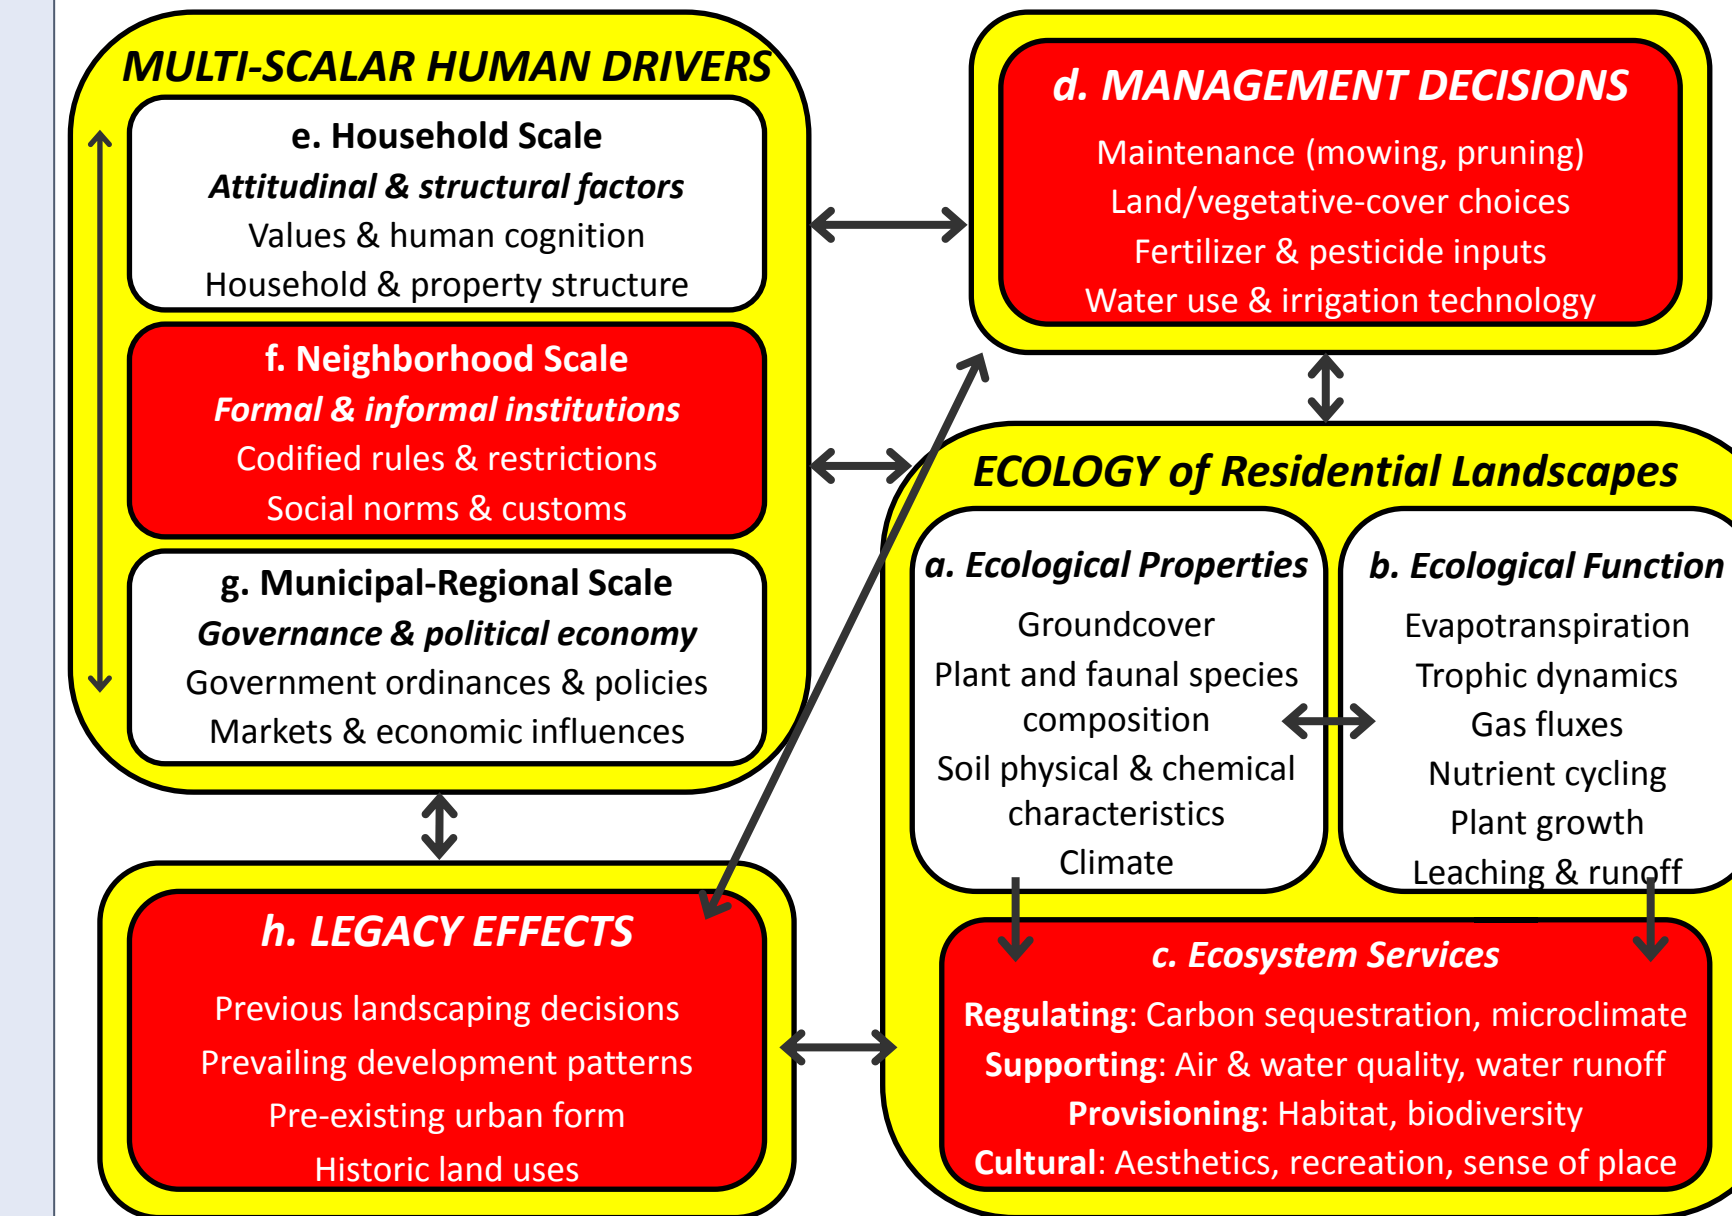 MULTI-SCALAR HUMAN DRIVERS
e. Household Scale
Attitudinal & structural factors
Values & human cognition
Household & property structure
f. Neighborhood Scale
Formal & informal institutions
Codified rules & restrictions
Social norms & customs
g. Municipal-Regional Scale
Governance & political economy
Government ordinances & policies
Markets & economic influences
h. LEGACY EFFECTS
Previous landscaping decisions
Prevailing development patterns
Pre-existing urban form
Historic land uses
d. MANAGEMENT DECISIONS
Maintenance (mowing, pruning)
Land/vegetative-cover choices
Fertilizer & pesticide inputs
Water use & irrigation technology
ECOLOGY of Residential Landscapes
a. Ecological Properties
Groundcover
Plant and faunal species
composition
Soil physical & chemical
characteristics
Climate
b. Ecological Function
Evapotranspiration
Trophic dynamics
Gas fluxes
Nutrient cycling
Plant growth
Leaching & runoff
c. Ecosystem Services
Regulating: Carbon sequestration, microclimate
Supporting: Air & water quality, water runoff
Provisioning: Habitat, biodiversity
Cultural: Aesthetics, recreation, sense of place